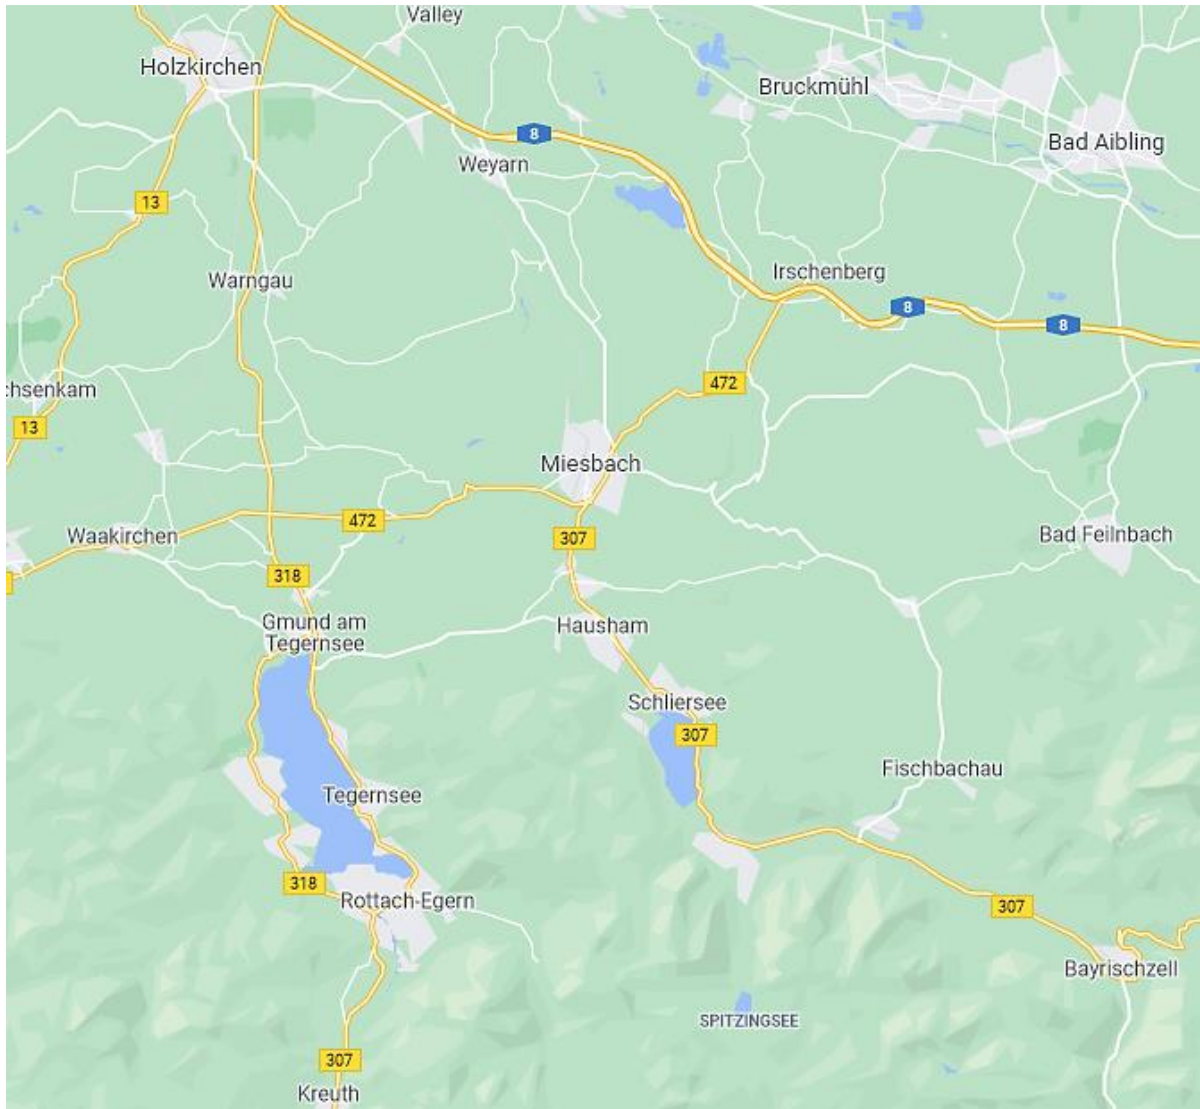 Valley
Holzkirchen
Bruckmühl
8
Bad Aibling
Weyarn
13
Irschenberg
Warngau
8
8
472
chsenkam
13
Miesbach
472
Waakirchen
307
Bad Feilnbach
318
Gmund am
Tegernsee
Hausham
Schliersee
307
Fischbachau
Tegernsee
318
Rottach-Egern
307
Bayrischzell
SPITZINGSEE
307
Kreuth